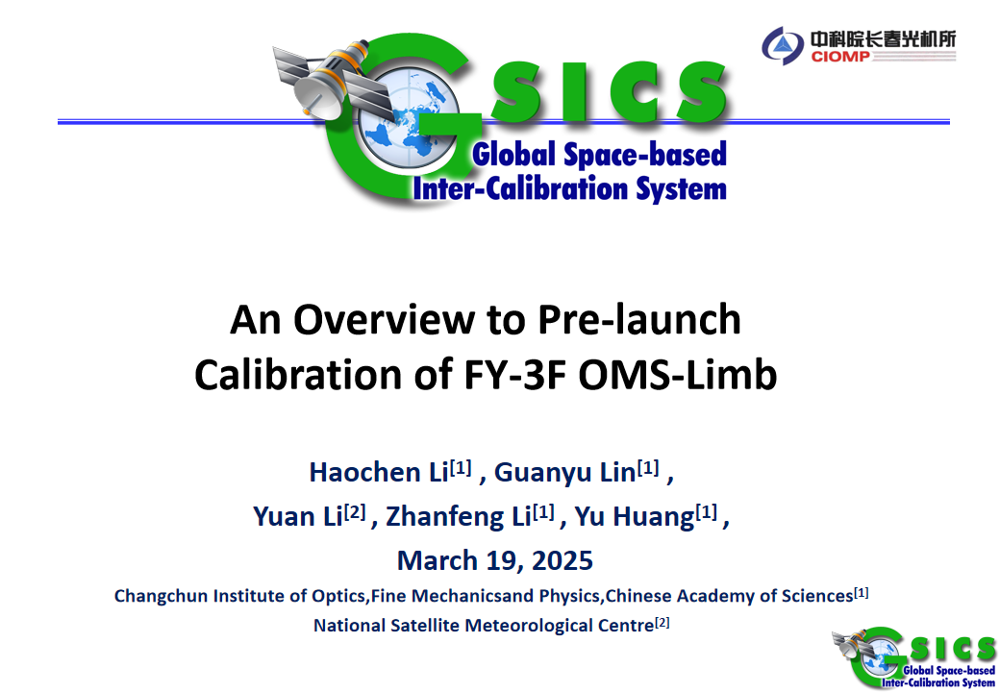 GSICS
Global Space-based
Inter-Calibration System
中科院长春光机所
CIOMP
An Overview to Pre-launch
Calibration of FY-3F OMS-Limb
Haochen Li[1] , Guanyu Lin[1] ,
Yuan Li[2] , Zhanfeng Li[1] , Yu Huang[1] ,
March 19, 2025
Changchun Institute of Optics,Fine Mechanicsand Physics,Chinese Academy of Sciences[1]
National Satellite Meteorological Centre[2]
GSICS
Global Space-based
Inter-Calibration System